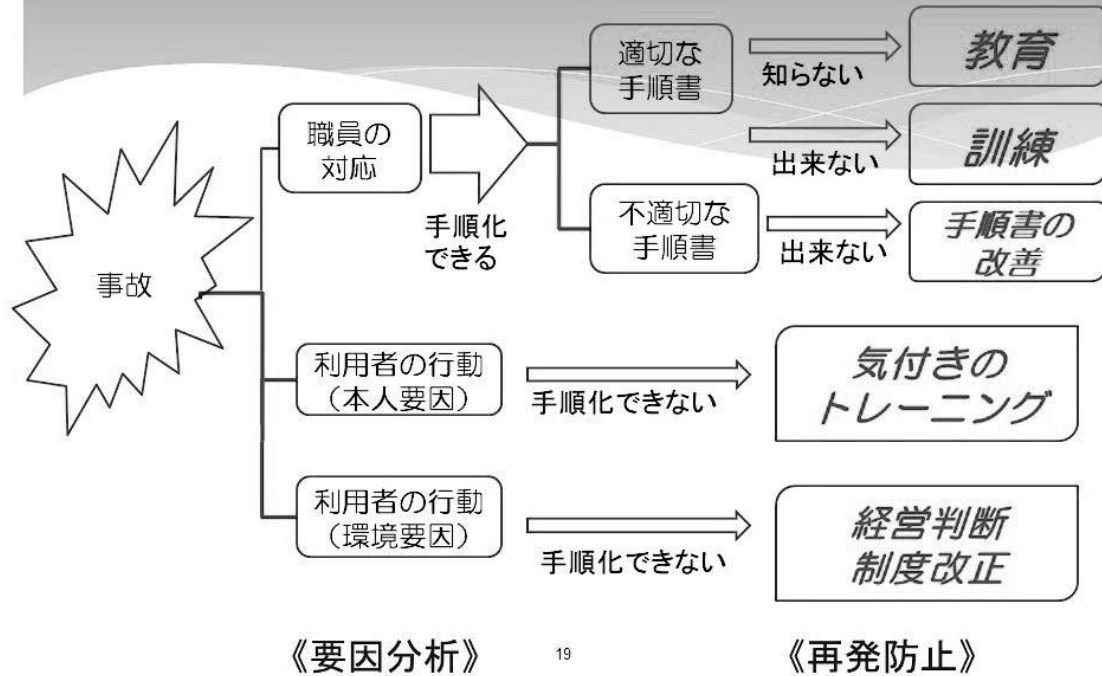 適切な
手順書
知らない
教育
職員の
対応
手順化
できる
出来ない
訓練
不適切な
手順書
出来ない
手順書の
改善
事故
利用者の行動
（本人要因）
手順化できない
気付きの
トレーニング
利用者の行動
（環境要因）
手順化できない
経営判断
制度改正
《要因分析》
19
《再発防止》